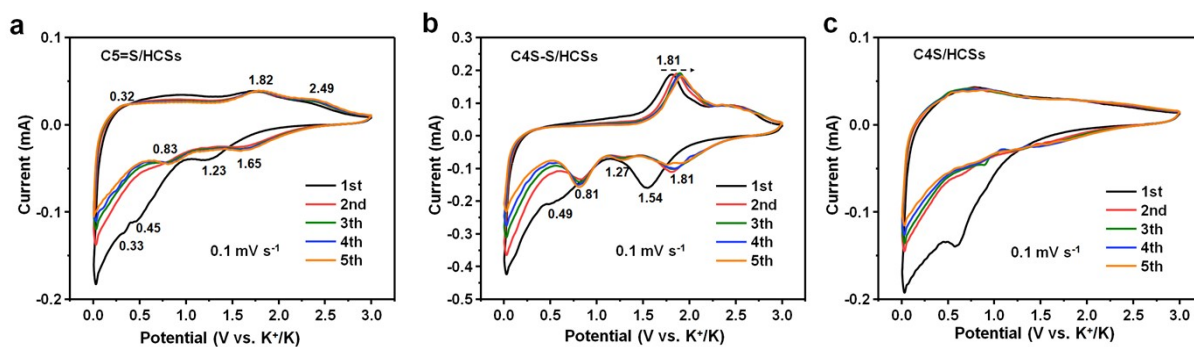 a
C5=S/HCSs
0.1
0.0
-0.1
-0.2
Current (mA)
0.32
1.82
2.49
0.83
1.23
1.65
0.45
0.33
1st
2nd
3th
4th
5th
0.1 mV s⁻¹
0.0 0.5 1.0 1.5 2.0 2.5 3.0
Potential (V vs. K⁺/K)
b
C4S-S/HCSs
0.3
0.2
0.1
0.0
-0.1
-0.2
-0.3
-0.4
-0.5
Current (mA)
1.81
1.27
0.81
1.81
1.54
0.49
1st
2nd
3th
4th
5th
0.1 mV s⁻¹
0.0 0.5 1.0 1.5 2.0 2.5 3.0
Potential (V vs. K⁺/K)
c
C4S/HCSs
0.1
0.0
-0.1
-0.2
Current (mA)
1st
2nd
3th
4th
5th
0.1 mV s⁻¹
0.0 0.5 1.0 1.5 2.0 2.5 3.0
Potential (V vs. K⁺/K)